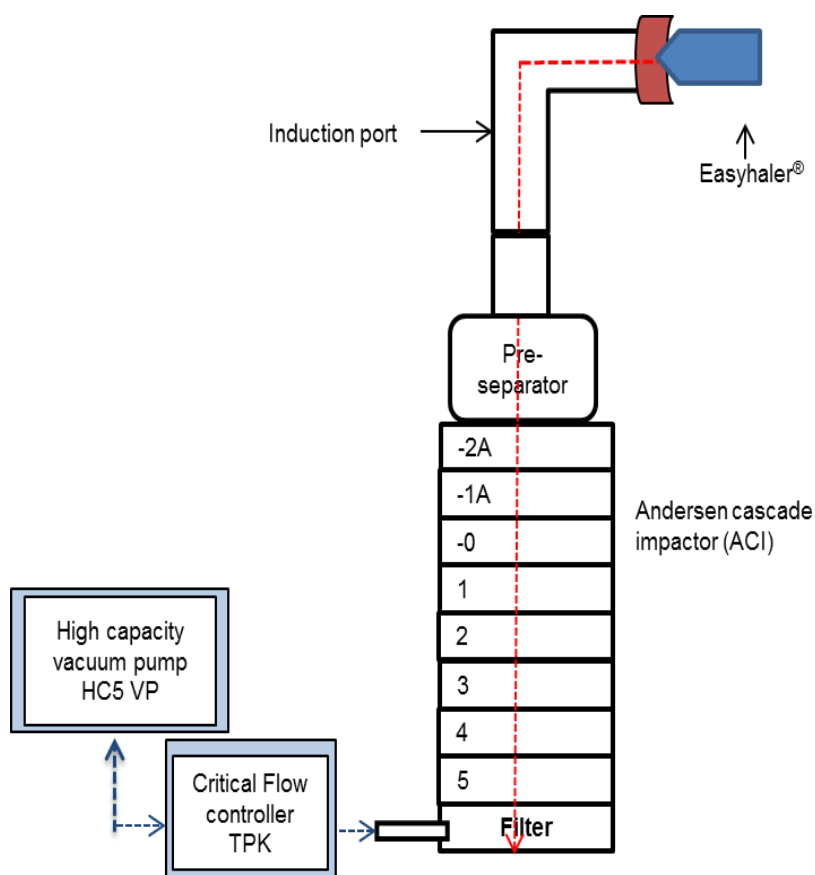 Induction port
Easyhaler®
Pre-
separator
-2A
-1A
-0
1
2
3
4
5
Filter
Andersen cascade
impactor (ACI)
High capacity
vacuum pump
HC5 VP
Critical Flow
controller
TPK